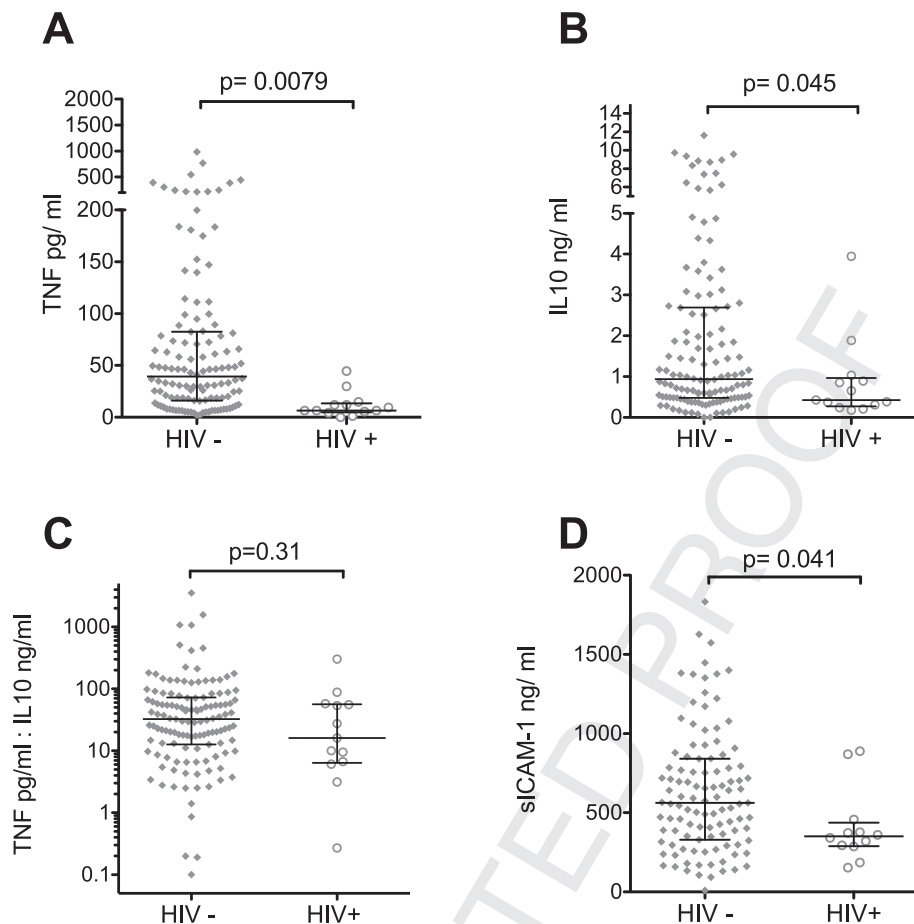 A
p= 0.0079
TNF pg/ ml
2000
1500
1000
500
200
150
100
50
0
HIV -
HIV +
B
p= 0.045
IL10 ng/ ml
14
12
10
8
6
5
4
3
2
1
0
HIV -
HIV +
C
p=0.31
TNF pg/ml : IL10 ng/ml
1000
100
10
1
0.1
HIV -
HIV+
D
p= 0.041
sICAM-1 ng/ ml
2000
1500
1000
500
0
HIV -
HIV+
TED PROOF